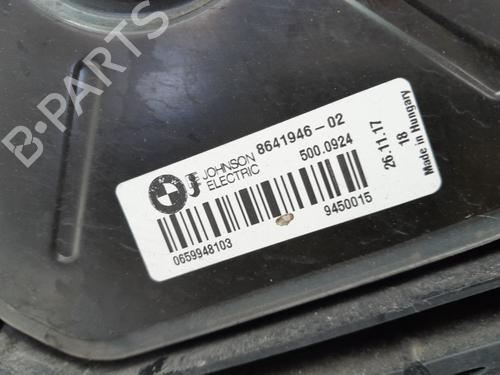 B-PARTS
JOHNSON
ELECTRIC
8641946-02
500.0924
26.11.17
18
Made in Hungary
0659948103
9450015